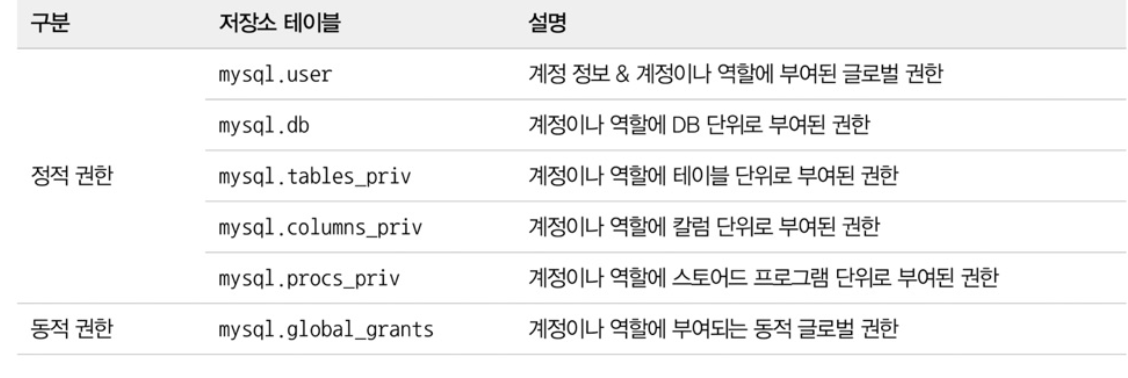 구분 저장소 테이블 설명
mysql.user 계정 정보 & 계정이나 역할에 부여된 글로벌 권한
mysql.db 계정이나 역할에 DB 단위로 부여된 권한
정적 권한 mysql.tables_priv 계정이나 역할에 테이블 단위로 부여된 권한
mysql.columns_priv 계정이나 역할에 칼럼 단위로 부여된 권한
mysql.procs_priv 계정이나 역할에 스토어드 프로그램 단위로 부여된 권한
동적 권한 mysql.global_grants 계정이나 역할에 부여되는 동적 글로벌 권한